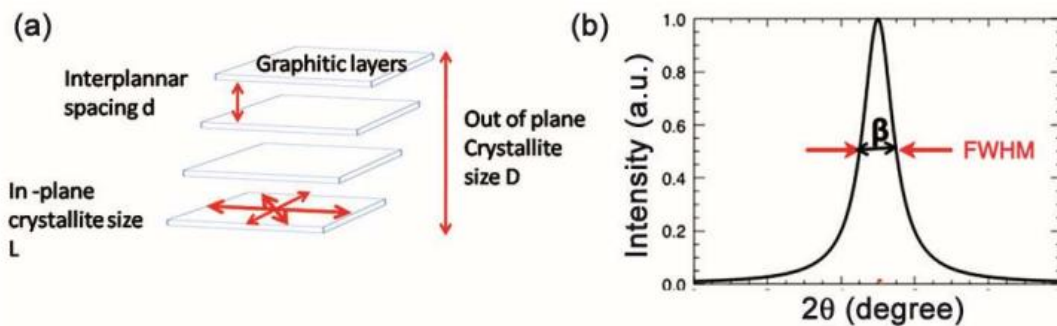 (a)
Graphitic layers
Interplannar
spacing d
Out of plane
Crystallite
size D
In -plane
crystallite size
L
(b)
Intensity (a.u.)
1.0
0.8
0.6
0.4
0.2
0.0
β
FWHM
2θ (degree)